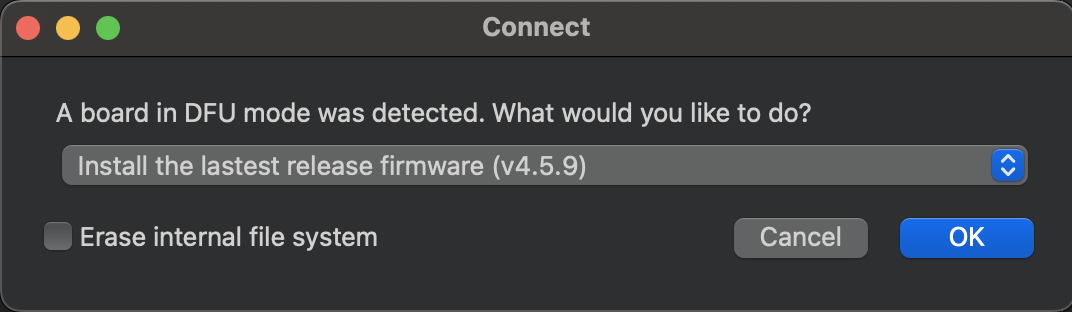 Connect
A board in DFU mode was detected. What would you like to do?
Install the lastest release firmware (v4.5.9)
Erase internal file system
Cancel
OK